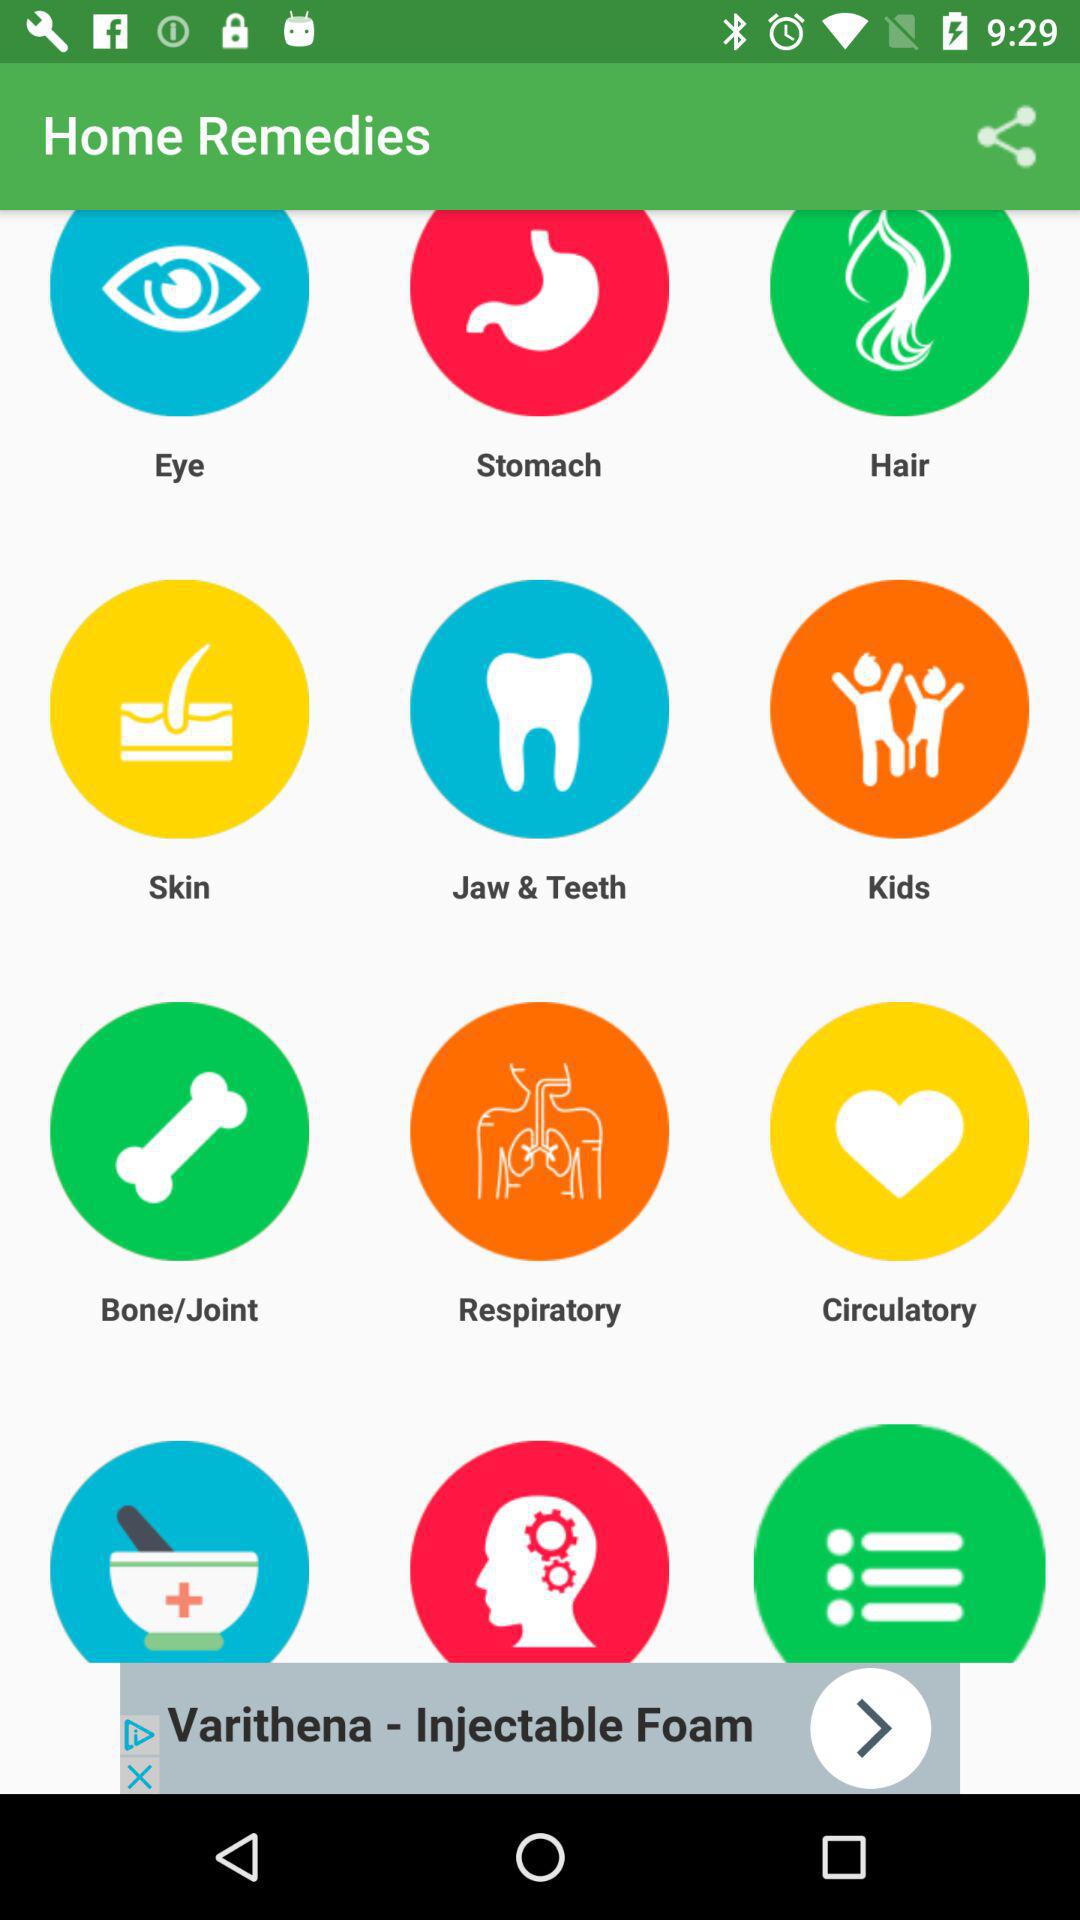 9:29
Home Remedies
Eye
Stomach
Hair
Skin
Jaw & Teeth
Kids
Bone/Joint
Respiratory
Circulatory
Varithena - Injectable Foam